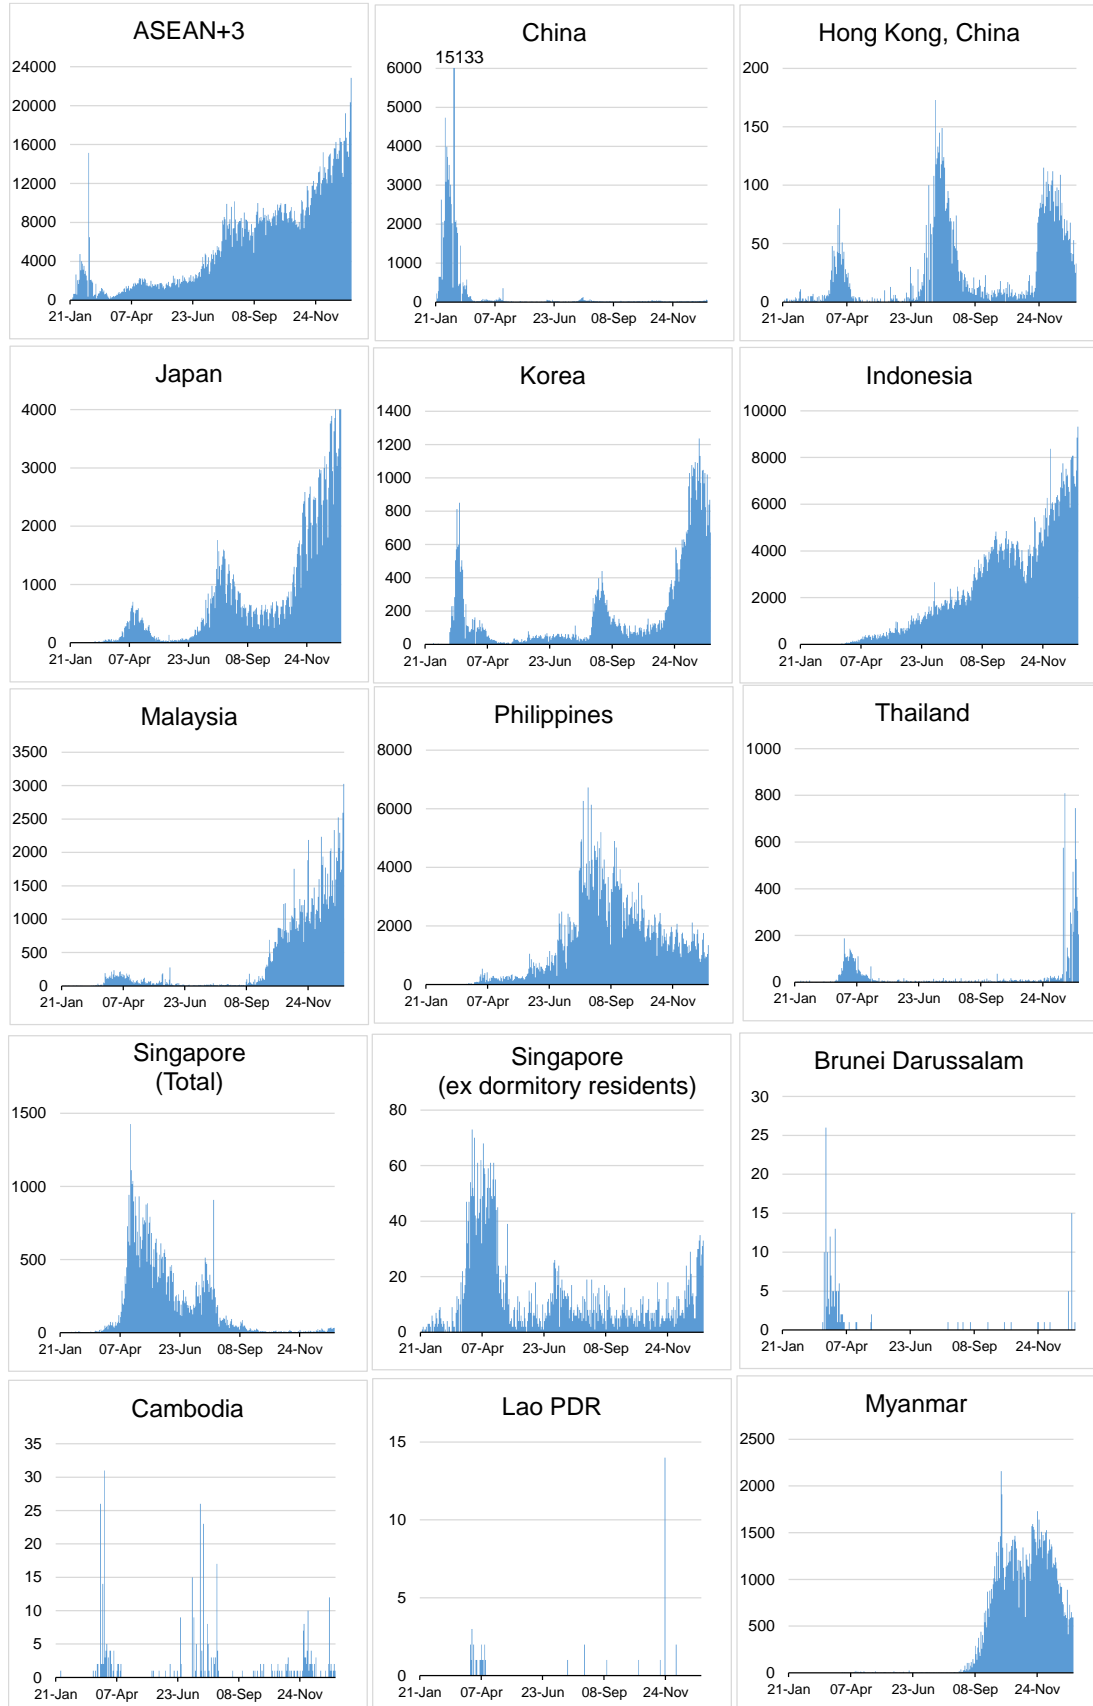 ASEAN+3
24000
20000
16000
12000
8000
4000
0
21-Jan 07-Apr 23-Jun 08-Sep 24-Nov
China
15133
6000
5000
4000
3000
2000
1000
0
21-Jan 07-Apr 23-Jun 08-Sep 24-Nov
Hong Kong, China
200
150
100
50
0
21-Jan 07-Apr 23-Jun 08-Sep 24-Nov
Japan
4000
3000
2000
1000
0
21-Jan 07-Apr 23-Jun 08-Sep 24-Nov
Korea
1400
1200
1000
800
600
400
200
0
21-Jan 07-Apr 23-Jun 08-Sep 24-Nov
Indonesia
10000
8000
6000
4000
2000
0
21-Jan 07-Apr 23-Jun 08-Sep 24-Nov
Malaysia
3500
3000
2500
2000
1500
1000
500
0
21-Jan 07-Apr 23-Jun 08-Sep 24-Nov
Philippines
8000
6000
4000
2000
0
21-Jan 07-Apr 23-Jun 08-Sep 24-Nov
Thailand
1000
800
600
400
200
0
21-Jan 07-Apr 23-Jun 08-Sep 24-Nov
Singapore
(Total)
1500
1000
500
0
21-Jan 07-Apr 23-Jun 08-Sep 24-Nov
Singapore
(ex dormitory residents)
80
60
40
20
0
21-Jan 07-Apr 23-Jun 08-Sep 24-Nov
Brunei Darussalam
30
25
20
15
10
5
0
21-Jan 07-Apr 23-Jun 08-Sep 24-Nov
Cambodia
35
30
25
20
15
10
5
0
21-Jan 07-Apr 23-Jun 08-Sep 24-Nov
Lao PDR
15
10
5
0
21-Jan 07-Apr 23-Jun 08-Sep 24-Nov
Myanmar
2500
2000
1500
1000
500
0
21-Jan 07-Apr 23-Jun 08-Sep 24-Nov